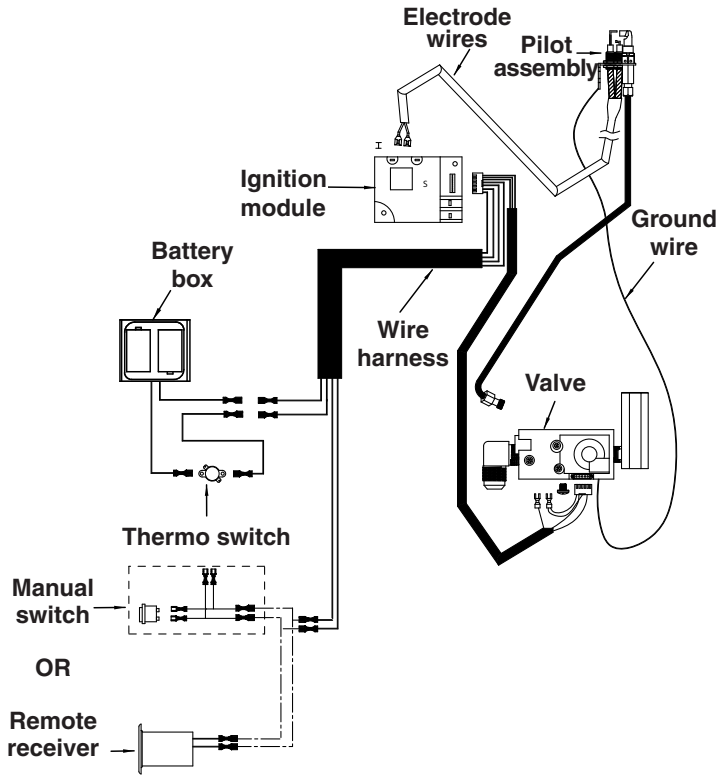 Electrode
wires
Pilot
assembly
I
S
Ignition
module
Ground
wire
Battery
box
Wire
harness
Valve
Thermo switch
Manual
switch
OR
Remote
receiver